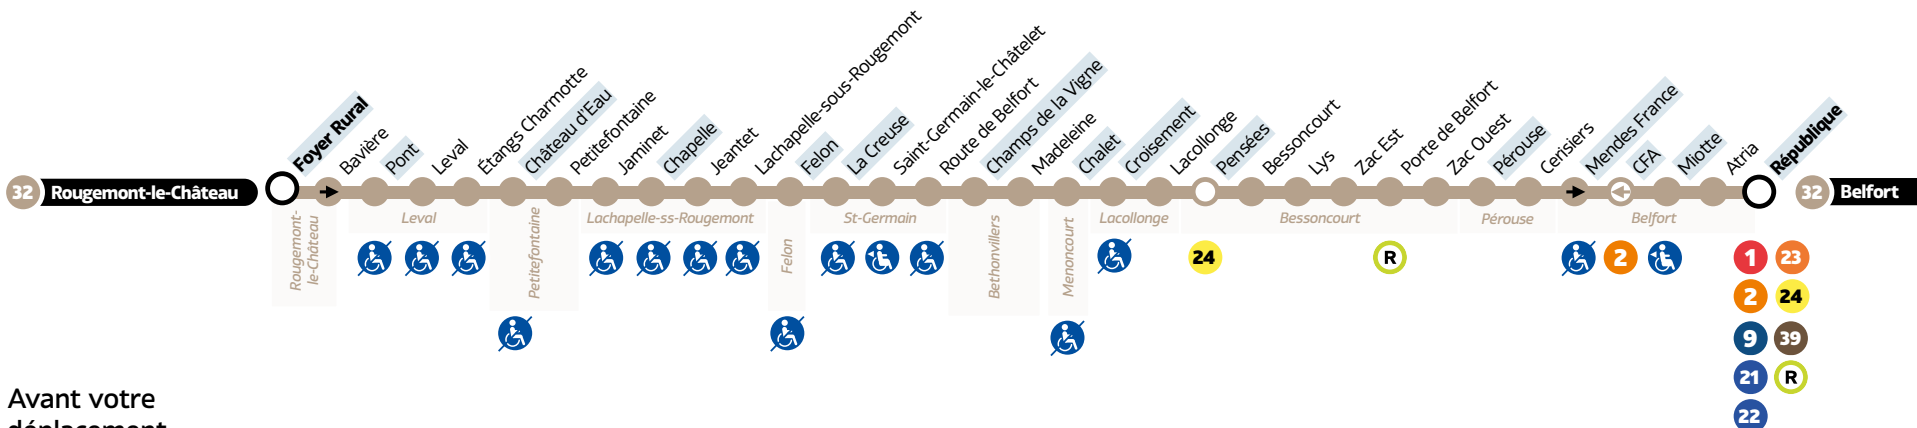 32 Rougemont-le-Château
Foyer Rural
Bavière
Pont
Leval
Étangs Charmotte
Château d'Eau
Petitefontaine
Jaminet
Chapelle
Jeantet
Lachapelle-sous-Rougemont
Felon
La Creuse
Saint-Germain-le-Châtelet
Route de Belfort
Champs de la Vigne
Madeleine
Chalet
Croisement
Lacollonge
Pensées
Bessoncourt
Lys
Zac Est
Porte de Belfort
Zac Ouest
Pérouse
Cerisiers
Mendes France
CFA
Miotte
Atria
République
32 Belfort
Rougemont-
le-Château
Leval
Petitefontaine
Lachapelle-ss-Rougemont
Felon
St-Germain
Bethonvillers
Menoncourt
Lacollonge
Bessoncourt
Pérouse
Belfort
24
R
2
1 23
2 24
9 39
21 R
22
Avant votre
déplacement